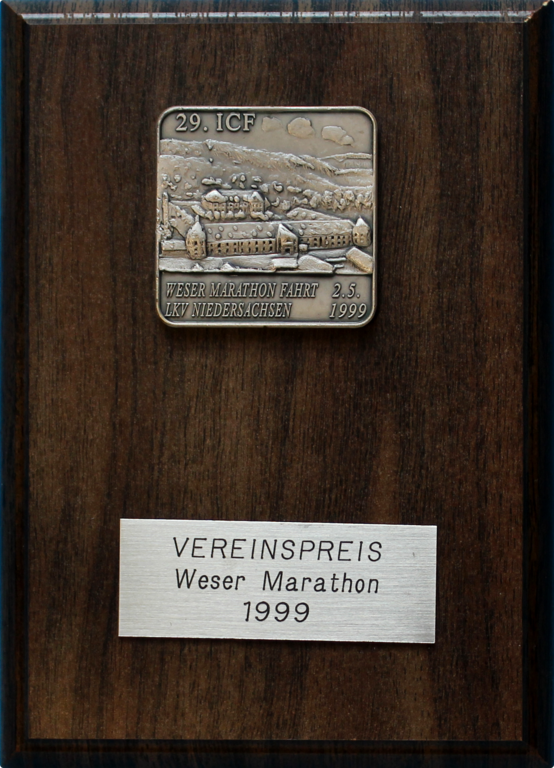 29. ICF
WESER MARATHON FAHRT 2.5.
LKV NIEDERSACHSEN 1999
VEREINSPREIS
Weser Marathon
1999